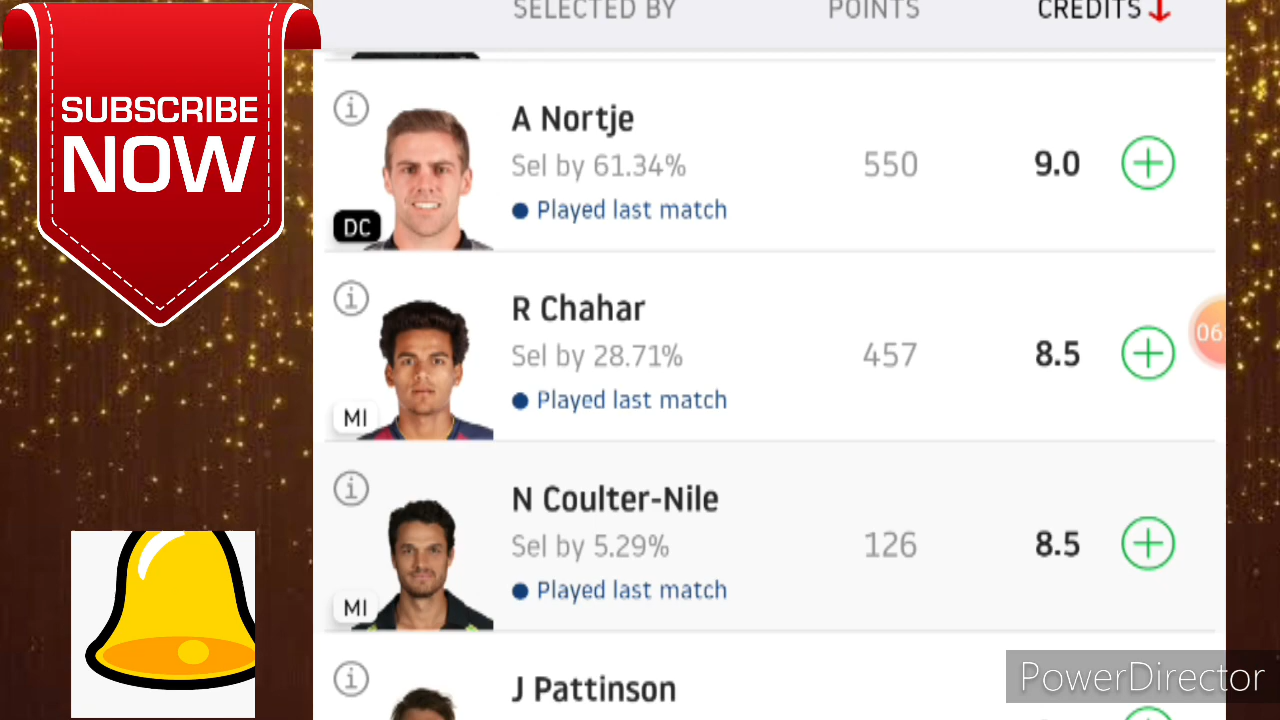 SUBSCRIBE
NOW
SELECTED BY POINTS CREDITS
A Nortje
Sel by 61.34% 550 9.0
Played last match
DC
R Chahar
Sel by 28.71% 457 8.5
Played last match
MI
N Coulter-Nile
Sel by 5.29% 126 8.5
Played last match
MI
J Pattinson
06
PowerDirector